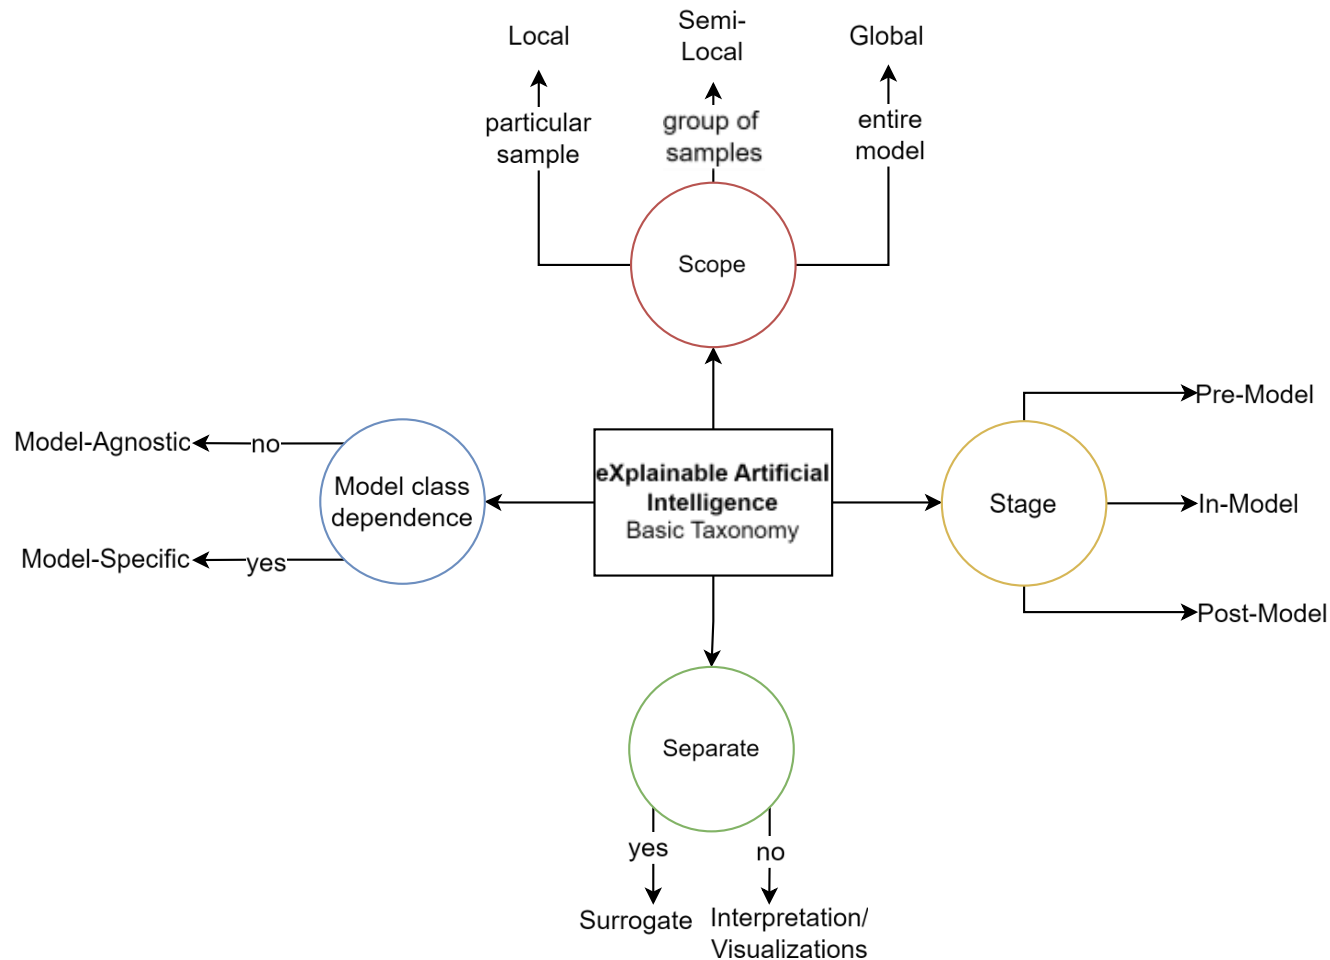 Local
Semi-
Local
Global
particular
sample
group of
samples
entire
model
Scope
Model-Agnostic
no
Model class
dependence
Model-Specific
yes
eXplainable Artificial
Intelligence
Basic Taxonomy
Stage
Pre-Model
In-Model
Post-Model
Separate
yes
no
Surrogate
Interpretation/
Visualizations